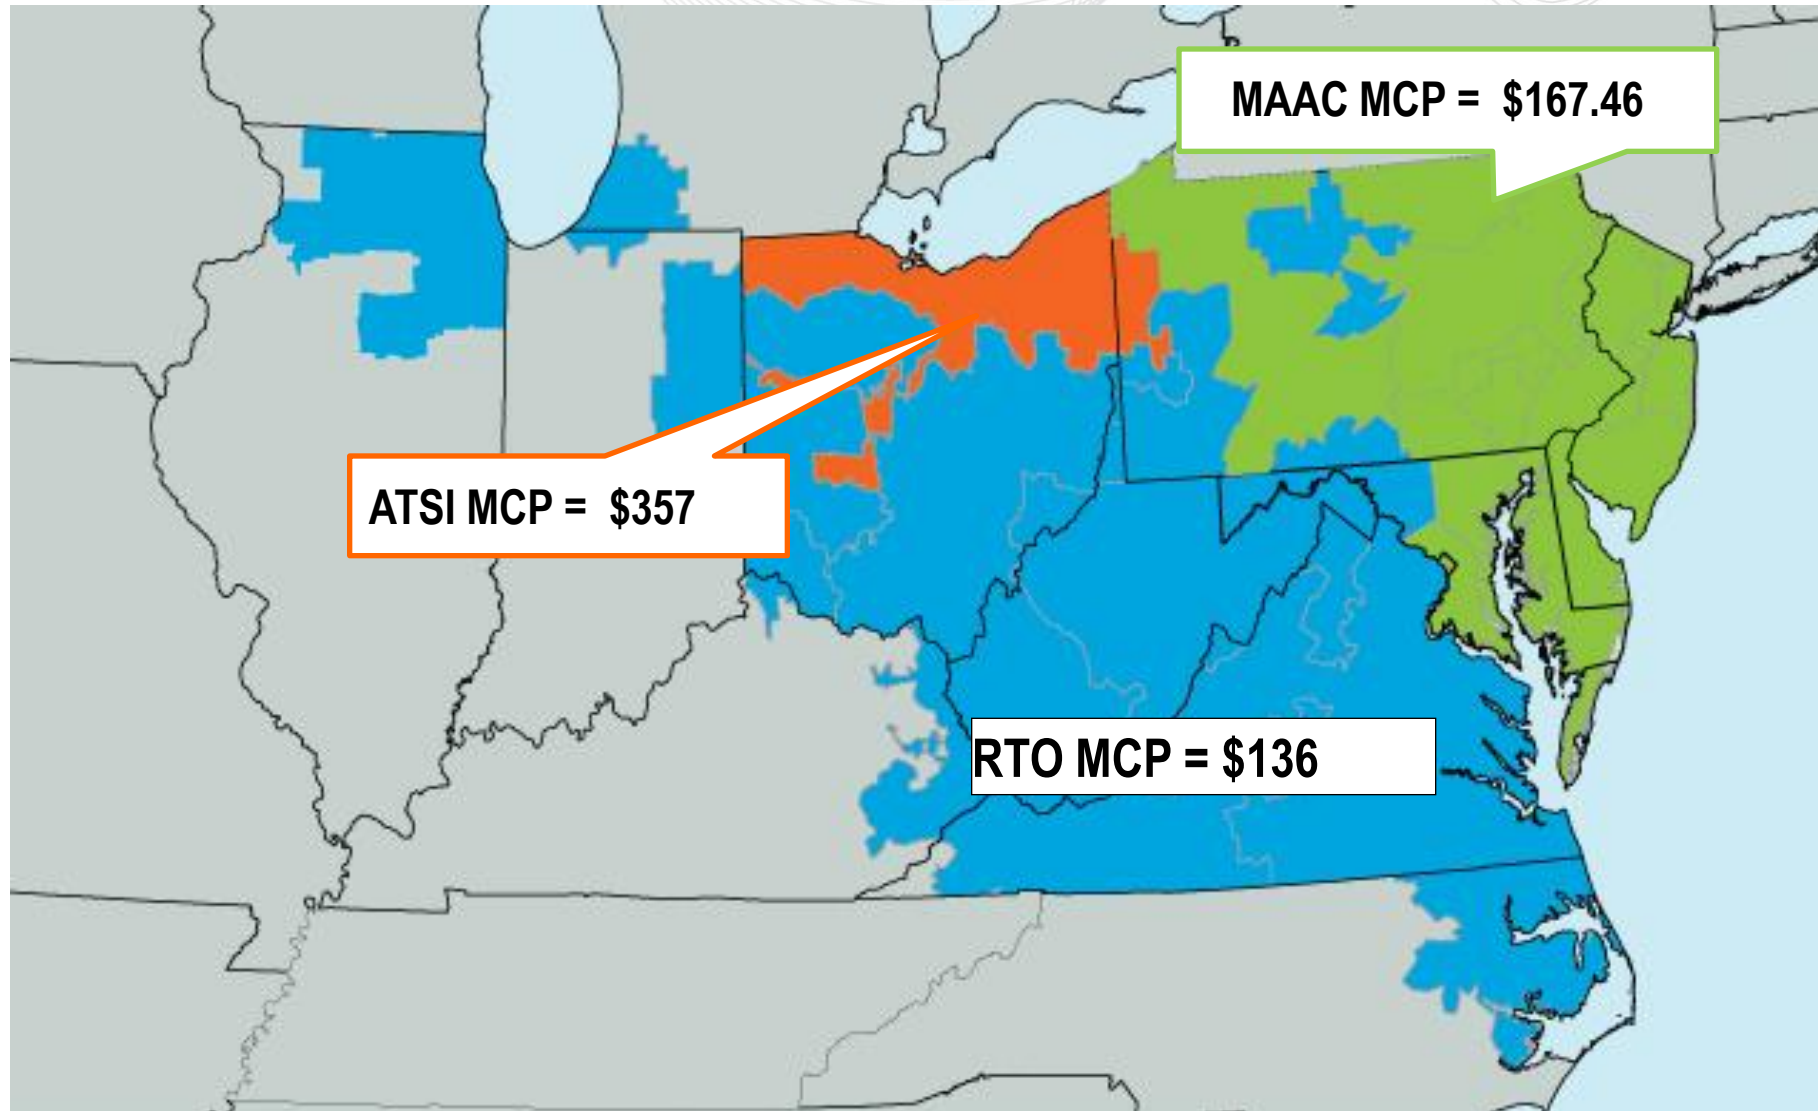 MAAC MCP = $167.46
ATSI MCP = $357
RTO MCP = $136